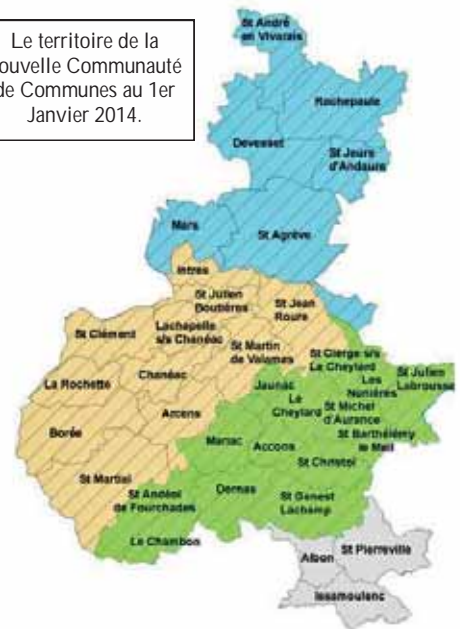 Le territoire de la
ouvelle Communauté
de Communes au 1er
Janvier 2014.
St André
en Vivarais
Rochepaule
Devesset
St Jeure
d'Andaure
Mars
St Agrève
Intres
St Julien
Boutières
St Jean
Roure
St Clément
Lachapelle
s/s Chanéac
St Martin
de Valamas
St Cierge s/s
Le Cheylard
St Julien
Labrousse
La Rochette
Chanéac
Jaunac
Les
Nonières
Le
Cheylard
St Michel
d'Aurance
Arcens
Borée
Mariac
Accons
St Barthélémy
le Meil
St Christol
St Martial
St Andéol
de Fourchades
Dornas
St Genest
Lachamp
Le Chambon
Albon
St Pierreville
Issamoulenc